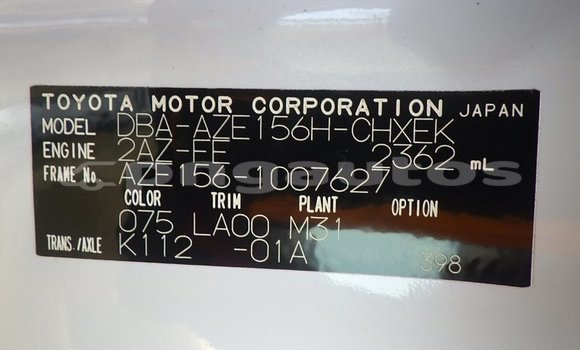 TOYOTA MOTOR CORPORATION JAPAN
MODEL DBA-AZE156H-CHXEK
ENGINE 2AZ-FE 2362 mL
FRAME No. AZE156-1007627
COLOR TRIM PLANT OPTION
075 LA00 M31
TRANS./AXLE K112 -01A
398